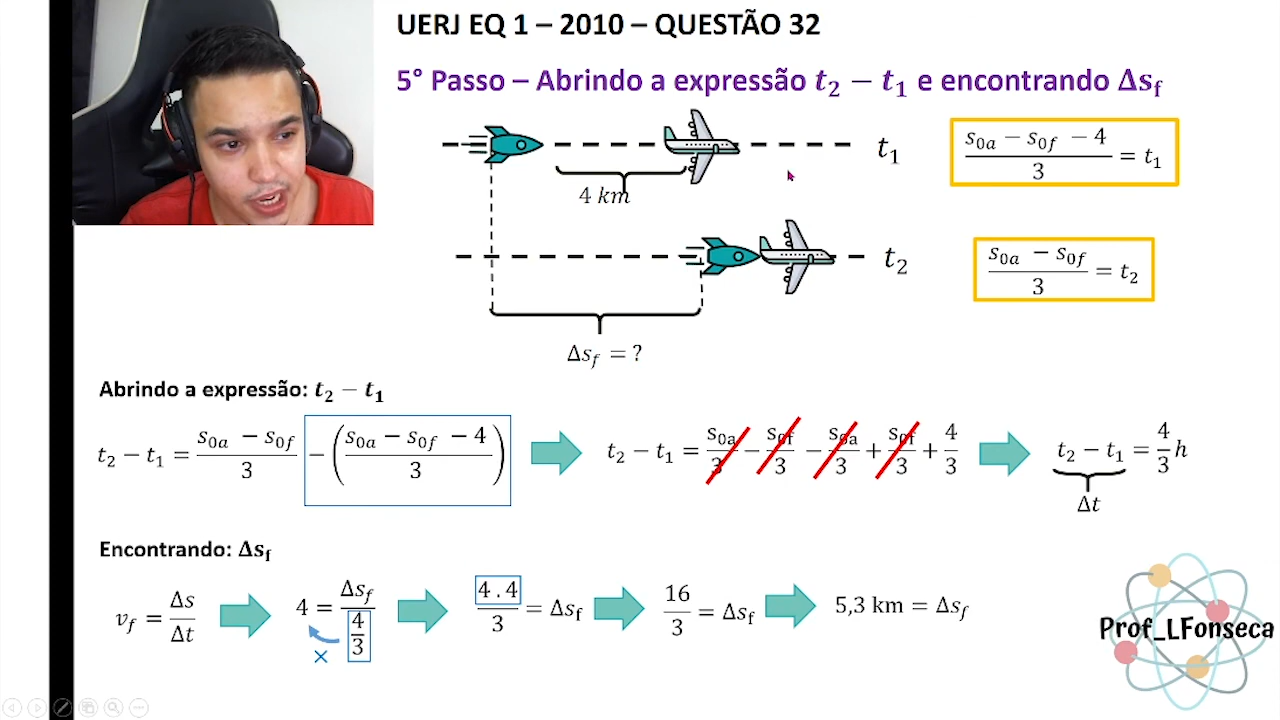 UERJ EQ 1 – 2010 – QUESTÃO 32
5° Passo – Abrindo a expressão t₂ − t₁ e encontrando Δs_f
t₁
(s₀ₐ − s₀f − 4)/3 = t₁
4 km
t₂
(s₀ₐ − s₀f)/3 = t₂
Δs_f = ?
Abrindo a expressão: t₂ − t₁
t₂ − t₁ = (s₀ₐ − s₀f)/3 − ((s₀ₐ − s₀f − 4)/3)
t₂ − t₁ = s₀ₐ/3 − s₀f/3 − s₀ₐ/3 + s₀f/3 + 4/3
t₂ − t₁ = 4/3 h
Δt
Encontrando: Δs_f
v_f = Δs/Δt
4 = Δs_f/(4/3)
×
4 . 4/3 = Δs_f
16/3 = Δs_f
5,3 km = Δs_f
Prof_LFonseca